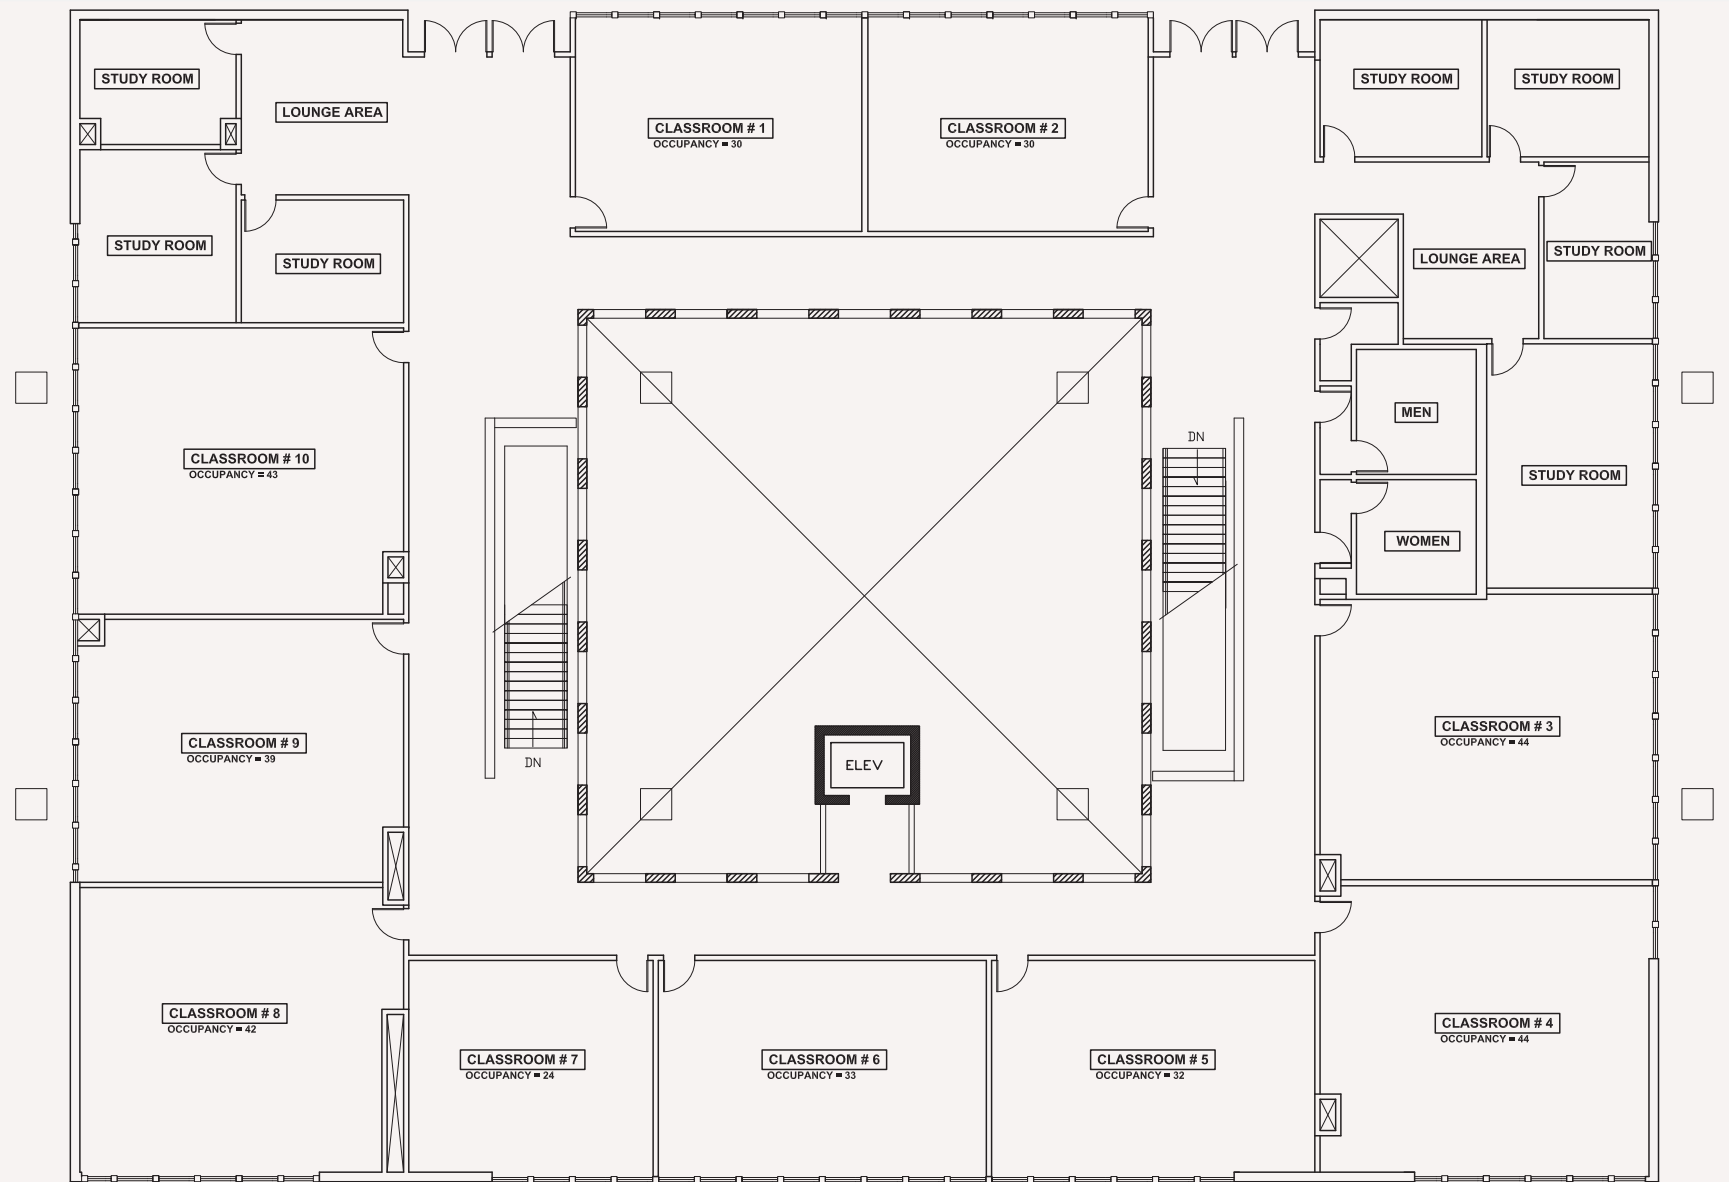 STUDY ROOM
LOUNGE AREA
CLASSROOM # 1
OCCUPANCY = 30
CLASSROOM # 2
OCCUPANCY = 30
STUDY ROOM
STUDY ROOM
STUDY ROOM
STUDY ROOM
LOUNGE AREA
STUDY ROOM
MEN
STUDY ROOM
WOMEN
CLASSROOM # 10
OCCUPANCY = 43
DN
CLASSROOM # 9
OCCUPANCY = 39
DN
ELEV
CLASSROOM # 3
OCCUPANCY = 44
CLASSROOM # 8
OCCUPANCY = 42
CLASSROOM # 7
OCCUPANCY = 24
CLASSROOM # 6
OCCUPANCY = 33
CLASSROOM # 5
OCCUPANCY = 32
CLASSROOM # 4
OCCUPANCY = 44